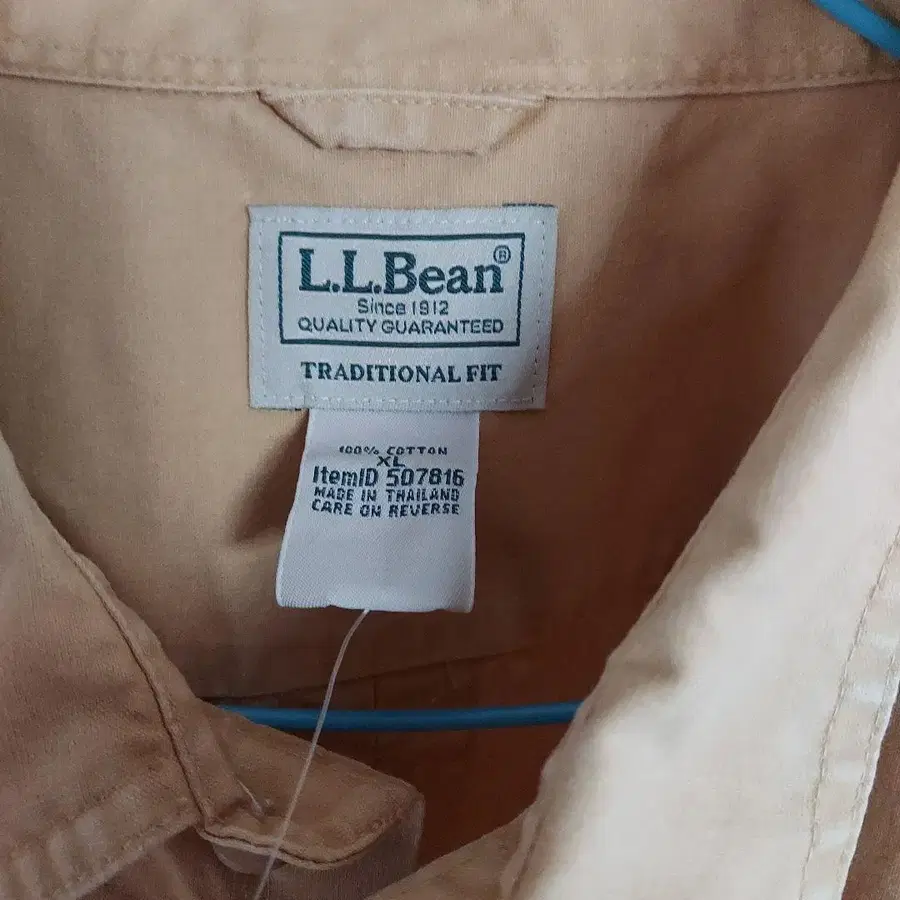 L.L.Bean®
Since 1912
QUALITY GUARANTEED
TRADITIONAL FIT
100% COTTON
XL
ItemID 507816
MADE IN THAILAND
CARE ON REVERSE